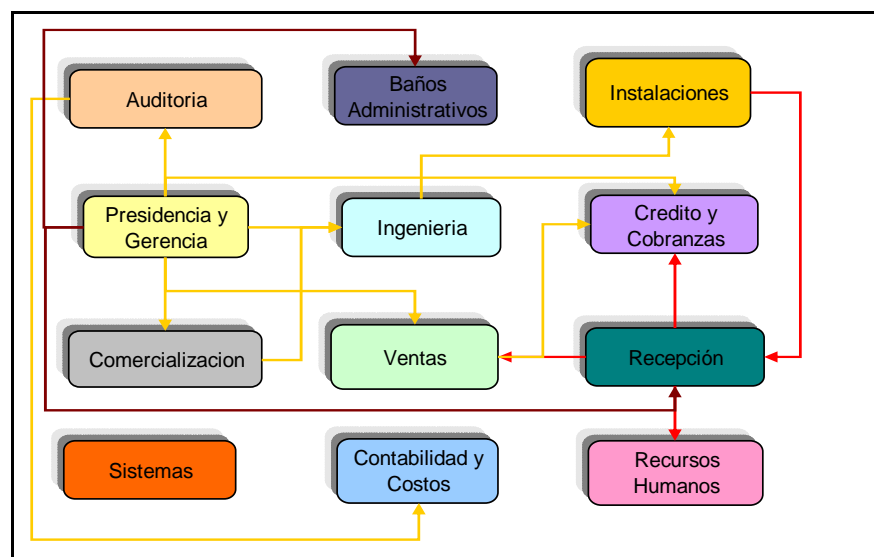 Auditoria
Baños
Administrativos
Instalaciones
Presidencia y
Gerencia
Ingenieria
Credito y
Cobranzas
Comercializacion
Ventas
Recepción
Sistemas
Contabilidad y
Costos
Recursos
Humanos